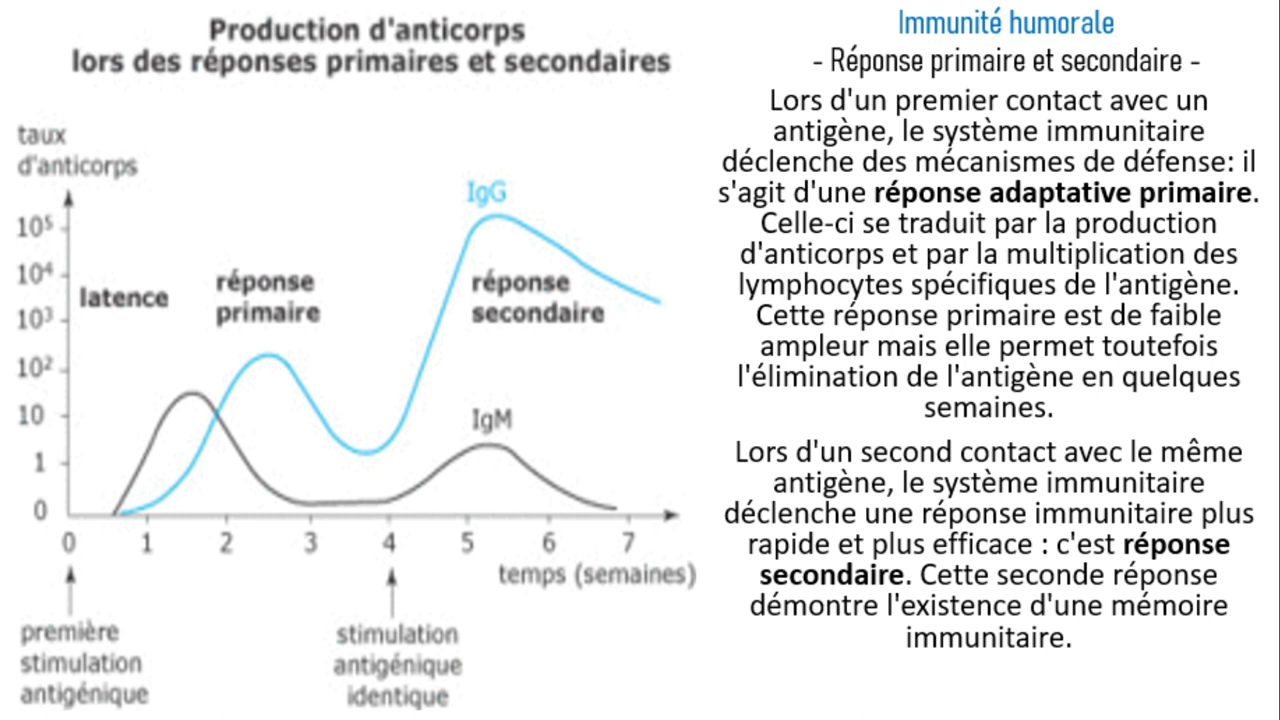 Production d'anticorps
lors des réponses primaires et secondaires
taux
d'anticorps
IgG
10⁵
10⁴
10³
10²
10
1
0
latence
réponse
primaire
réponse
secondaire
IgM
0 1 2 3 4 5 6 7
temps (semaines)
première
stimulation
antigénique
stimulation
antigénique
identique
Immunité humorale
- Réponse primaire et secondaire -
Lors d'un premier contact avec un
antigène, le système immunitaire
déclenche des mécanismes de défense: il
s'agit d'une réponse adaptative primaire.
Celle-ci se traduit par la production
d'anticorps et par la multiplication des
lymphocytes spécifiques de l'antigène.
Cette réponse primaire est de faible
ampleur mais elle permet toutefois
l'élimination de l'antigène en quelques
semaines.
Lors d'un second contact avec le même
antigène, le système immunitaire
déclenche une réponse immunitaire plus
rapide et plus efficace : c'est réponse
secondaire. Cette seconde réponse
démontre l'existence d'une mémoire
immunitaire.